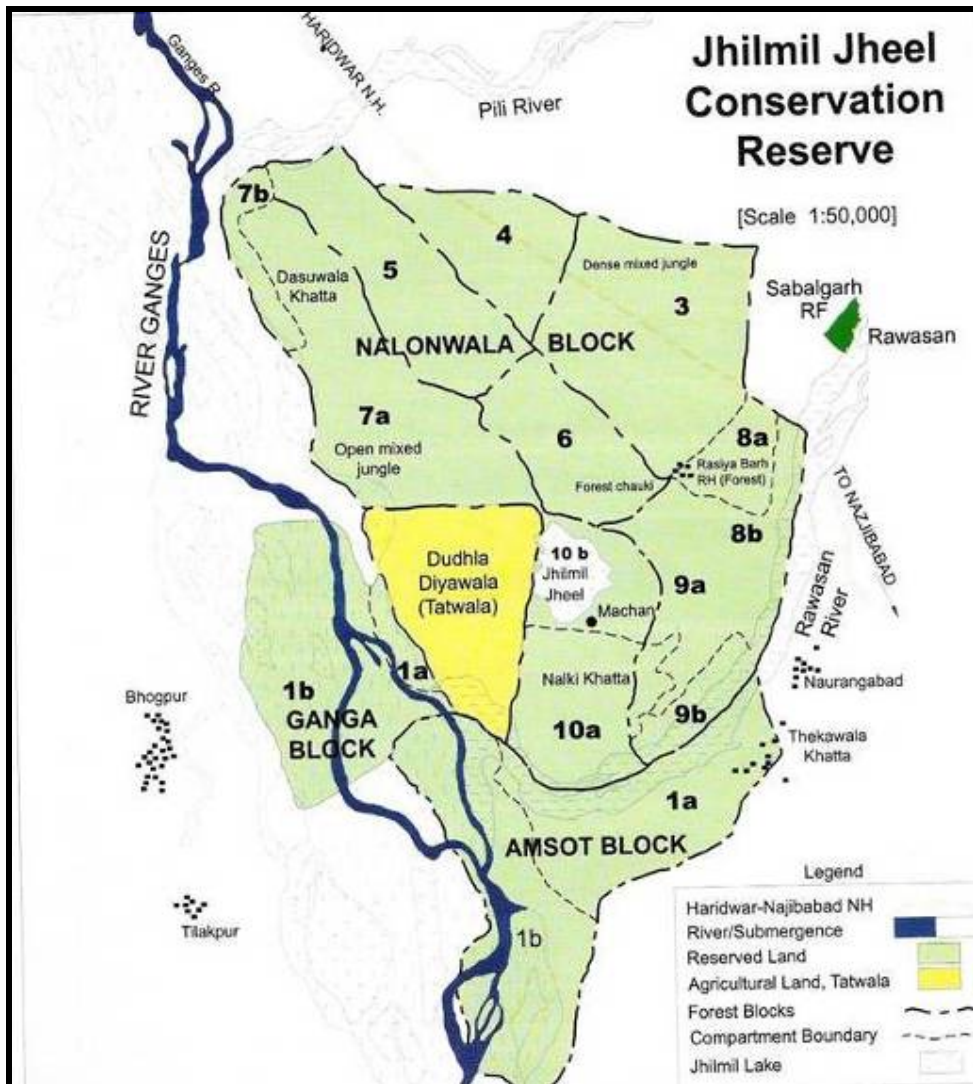 Jhilmil Jheel
Conservation
Reserve
[Scale 1:50,000]
HARIDWAR N.H.
Ganges R.
Pili River
RIVER GANGES
7b
4
5
Dense mixed jungle
Dasuwala
Khatta
3
Sabalgarh
RF
Rawasan
NALONWALA BLOCK
7a
Open mixed
jungle
6
8a
Rasiya Barh
RH (Forest)
Forest chauki
TO NAZJIBABAD
8b
10 b
Jhilmil
Jheel
Dudhla
Diyawala
(Tatwala)
9a
Machan
Rawasan
River
1a
Nalki Khatta
Naurangabad
1b
GANGA
BLOCK
Bhogpur
10a
9b
Thekawala
Khatta
1a
AMSOT BLOCK
Tilakpur
1b
Legend
Haridwar-Najibabad NH
River/Submergence
Reserved Land
Agricultural Land, Tatwala
Forest Blocks
Compartment Boundary
Jhilmil Lake